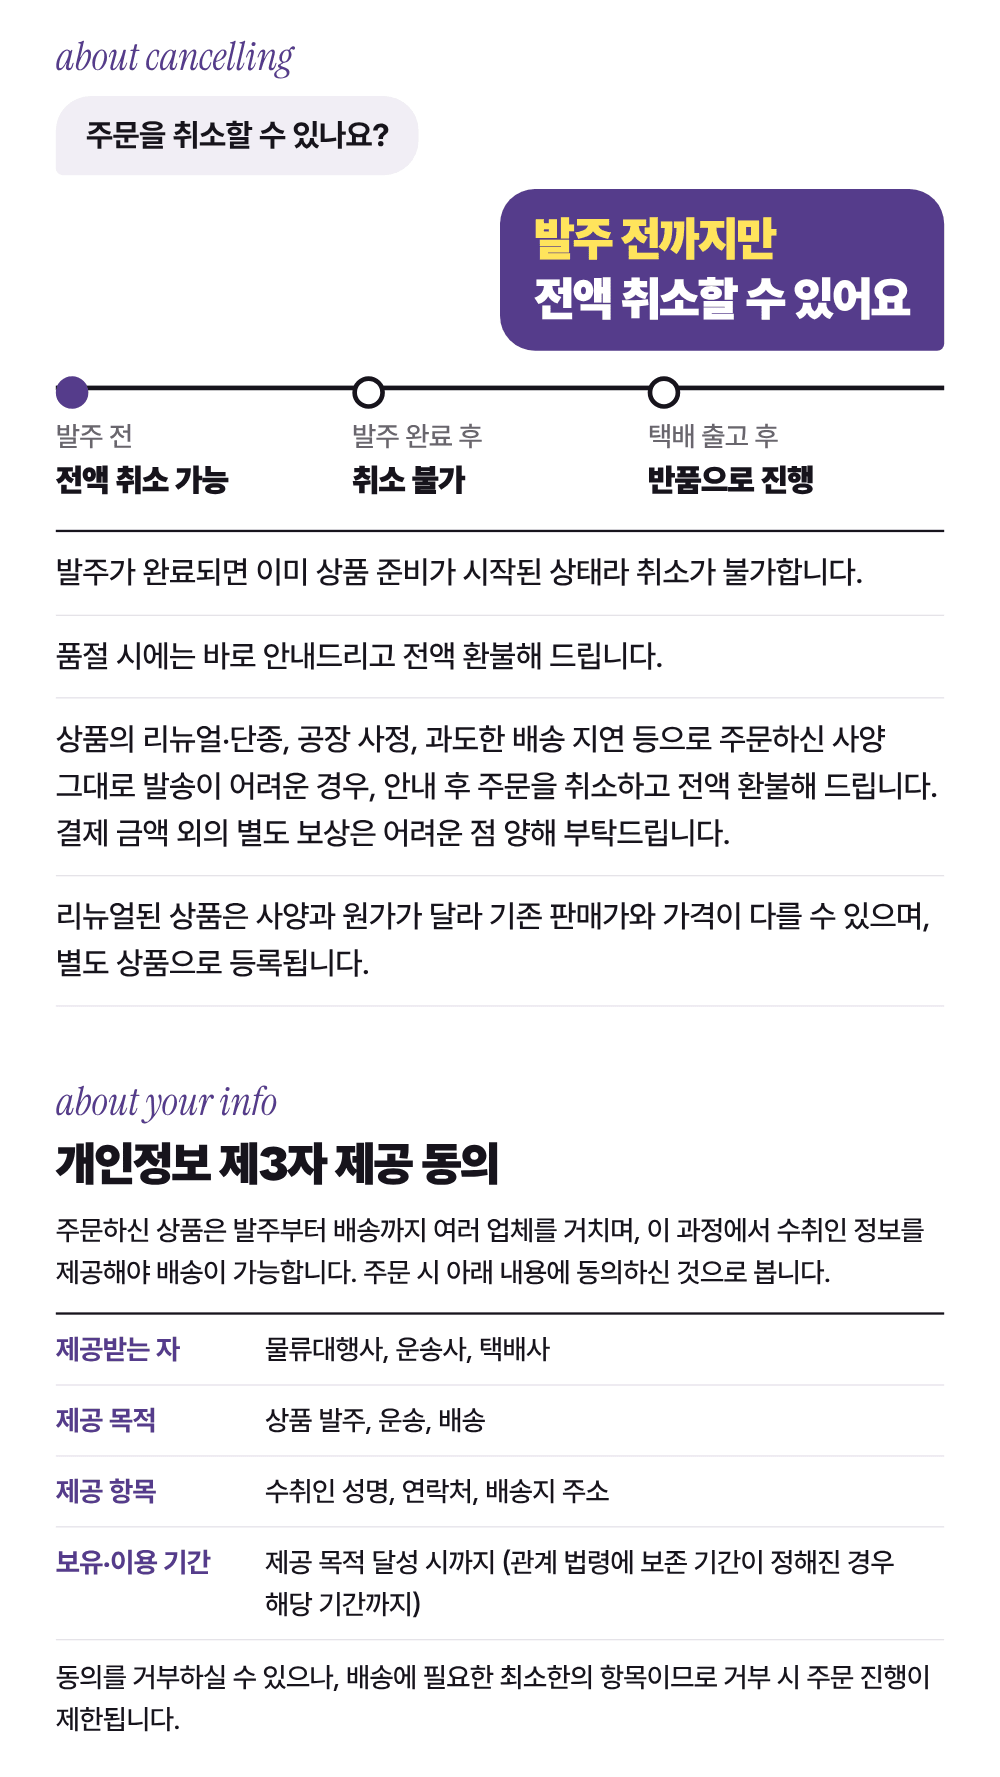 about cancelling
주문을 취소할 수 있나요?
발주 전까지만
전액 취소할 수 있어요
발주 전
전액 취소 가능
발주 완료 후
취소 불가
택배 출고 후
반품으로 진행
발주가 완료되면 이미 상품 준비가 시작된 상태라 취소가 불가합니다.
품절 시에는 바로 안내드리고 전액 환불해 드립니다.
상품의 리뉴얼·단종, 공장 사정, 과도한 배송 지연 등으로 주문하신 사양
그대로 발송이 어려운 경우, 안내 후 주문을 취소하고 전액 환불해 드립니다.
결제 금액 외의 별도 보상은 어려운 점 양해 부탁드립니다.
리뉴얼된 상품은 사양과 원가가 달라 기존 판매가와 가격이 다를 수 있으며,
별도 상품으로 등록됩니다.
about your info
개인정보 제3자 제공 동의
주문하신 상품은 발주부터 배송까지 여러 업체를 거치며, 이 과정에서 수취인 정보를
제공해야 배송이 가능합니다. 주문 시 아래 내용에 동의하신 것으로 봅니다.
제공받는 자 물류대행사, 운송사, 택배사
제공 목적 상품 발주, 운송, 배송
제공 항목 수취인 성명, 연락처, 배송지 주소
보유·이용 기간 제공 목적 달성 시까지 (관계 법령에 보존 기간이 정해진 경우
해당 기간까지)
동의를 거부하실 수 있으나, 배송에 필요한 최소한의 항목이므로 거부 시 주문 진행이
제한됩니다.